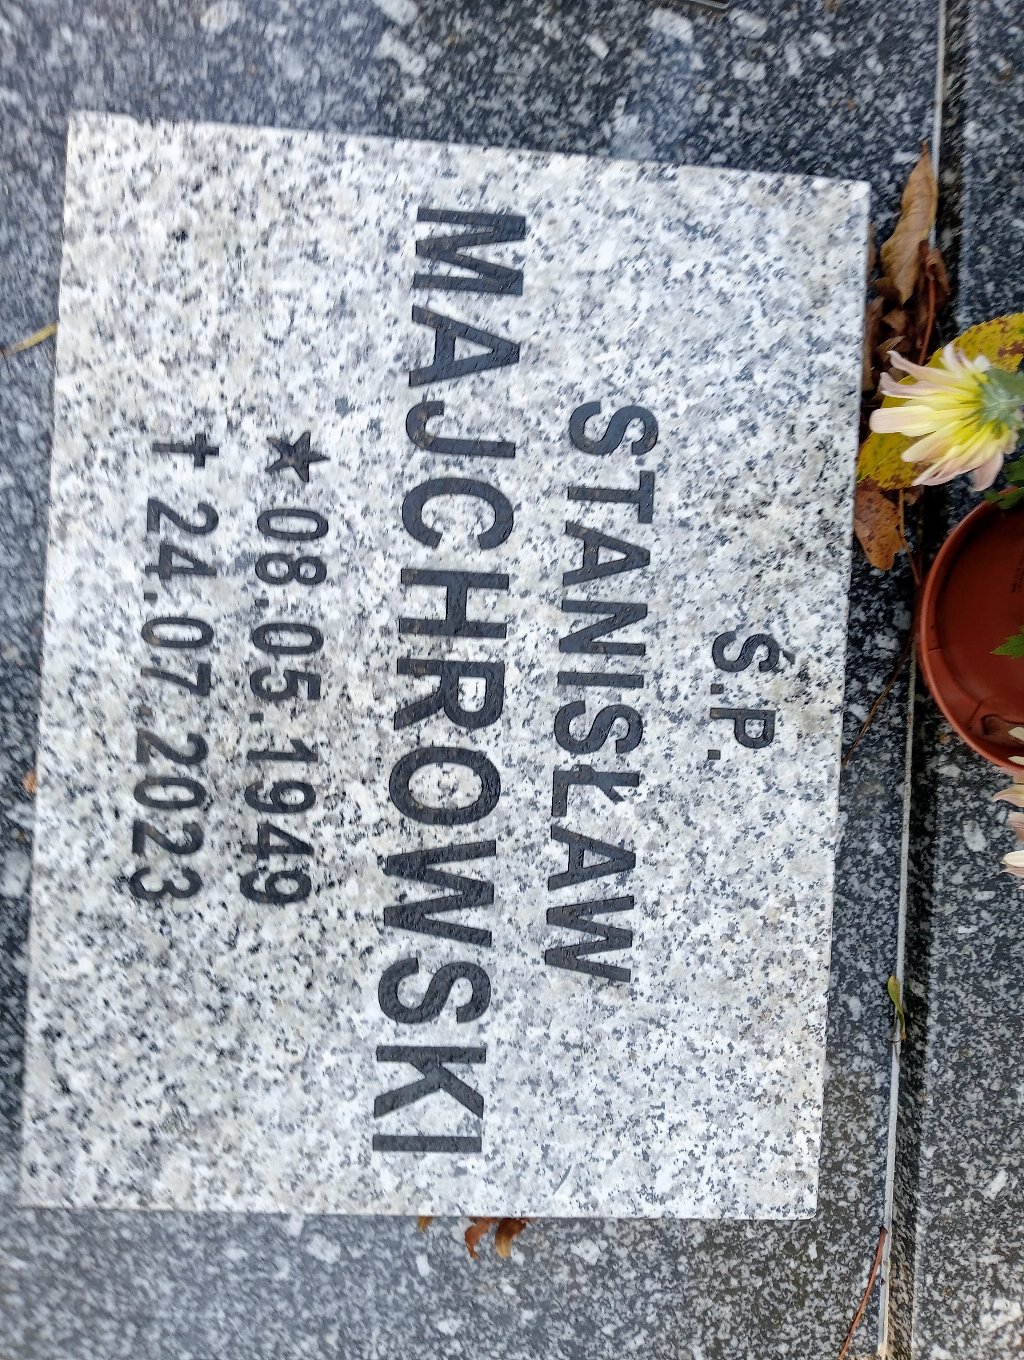 Ś.P.
STANISŁAW
MAJCHROWSKI
★ 08.05.1949
† 24.07.2023